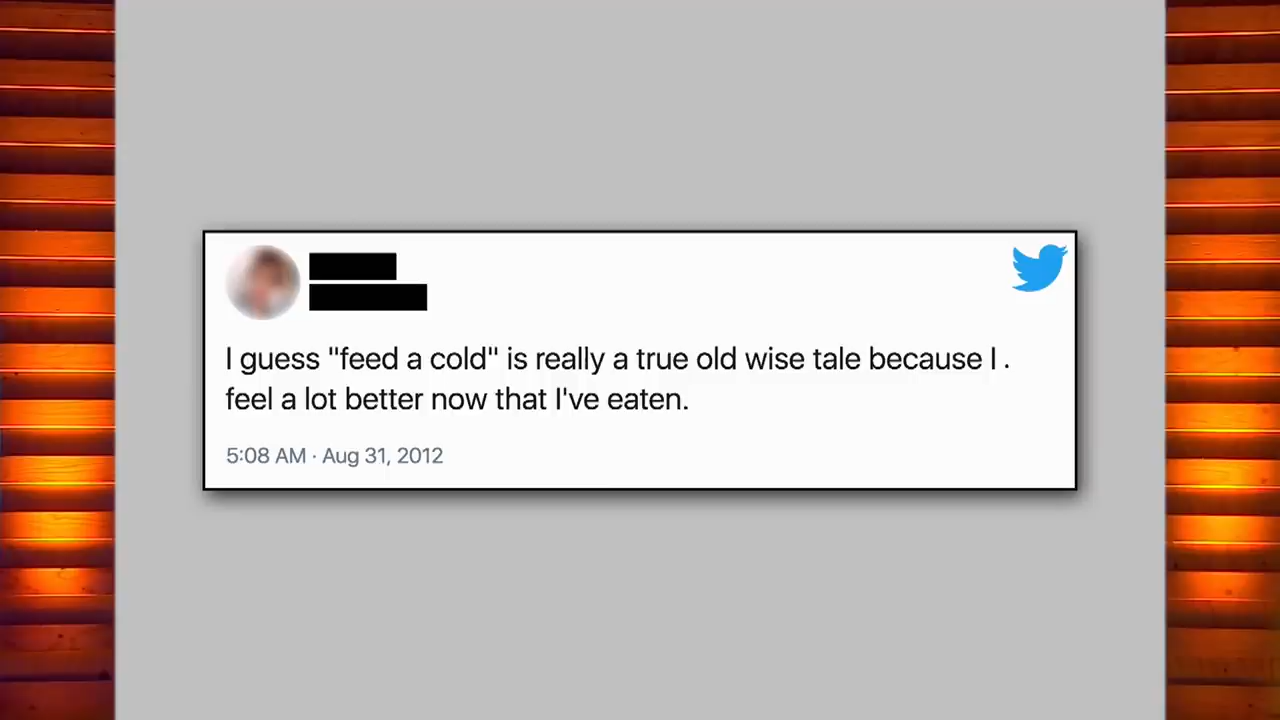 I guess "feed a cold" is really a true old wise tale because I .
feel a lot better now that I've eaten.
5:08 AM · Aug 31, 2012